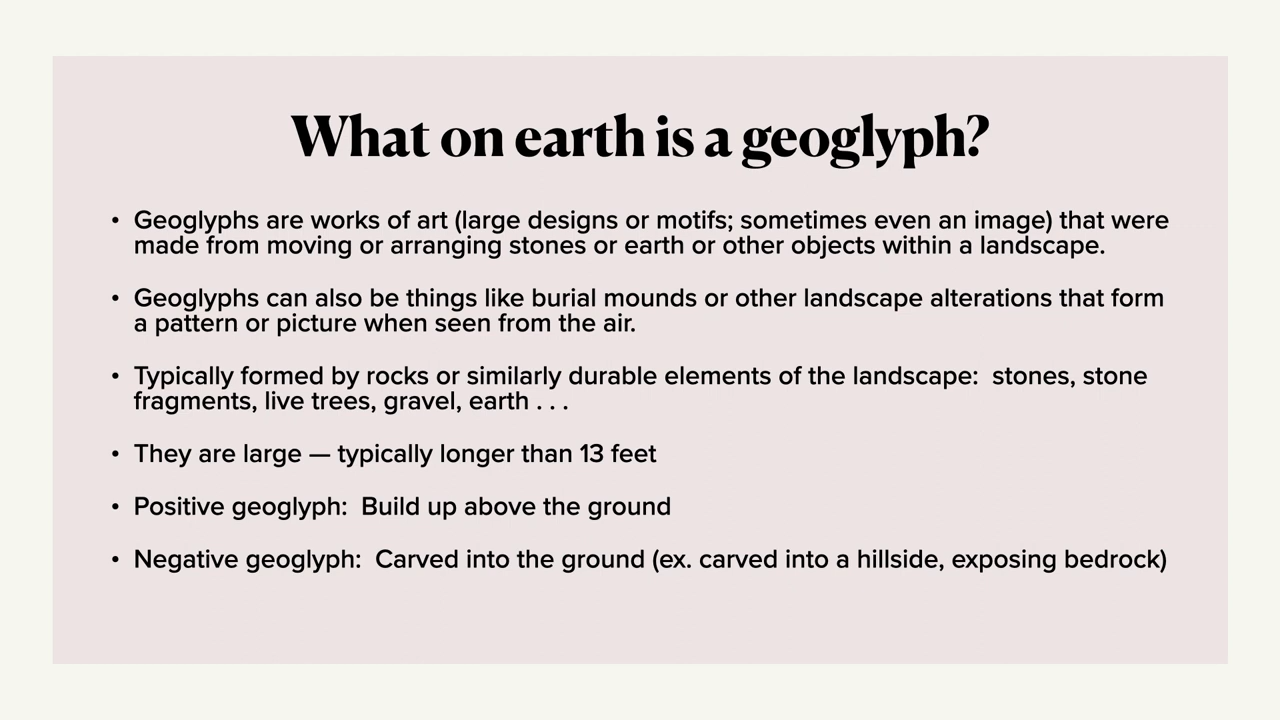 What on earth is a geoglyph?
• Geoglyphs are works of art (large designs or motifs; sometimes even an image) that were
made from moving or arranging stones or earth or other objects within a landscape.
• Geoglyphs can also be things like burial mounds or other landscape alterations that form
a pattern or picture when seen from the air.
• Typically formed by rocks or similarly durable elements of the landscape:  stones, stone
fragments, live trees, gravel, earth . . .
• They are large — typically longer than 13 feet
• Positive geoglyph:  Build up above the ground
• Negative geoglyph:  Carved into the ground (ex. carved into a hillside, exposing bedrock)